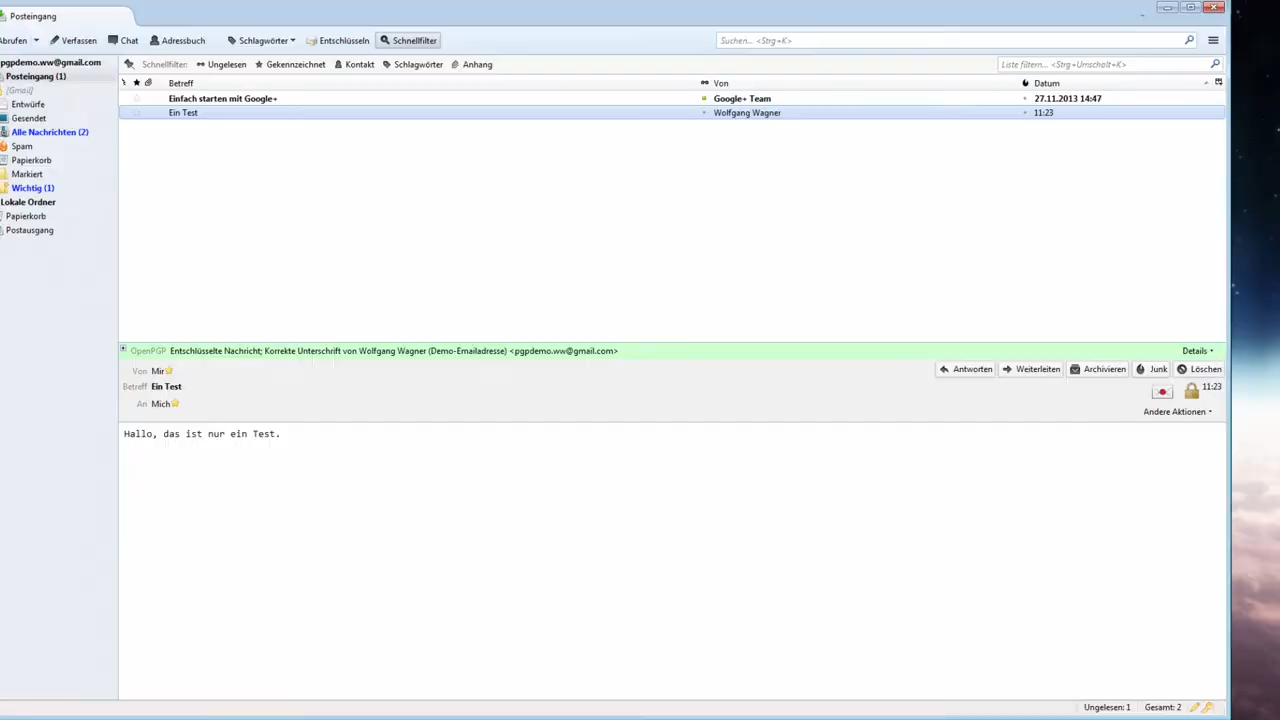 Posteingang
Abrufen Verfassen Chat Adressbuch Schlagwörter Entschlüsseln Schnellfilter Suchen... <Strg+K>
pgpdemo.ww@gmail.com
Posteingang (1)
[Gmail]
Entwürfe
Gesendet
Alle Nachrichten (2)
Spam
Papierkorb
Markiert
Wichtig (1)
Lokale Ordner
Papierkorb
Postausgang
Schnellfilter: Ungelesen Gekennzeichnet Kontakt Schlagwörter Anhang Liste filtern... <Strg+Umschalt+K>
Betreff Von Datum
Einfach starten mit Google+ Google+ Team 27.11.2013 14:47
Ein Test Wolfgang Wagner 11:23
OpenPGP Entschlüsselte Nachricht; Korrekte Unterschrift von Wolfgang Wagner (Demo-Emailadresse) <pgpdemo.ww@gmail.com> Details
Von Mir Antworten Weiterleiten Archivieren Junk Löschen
Betreff Ein Test 11:23
An Mich
Andere Aktionen
Hallo, das ist nur ein Test.
Ungelesen: 1 Gesamt: 2